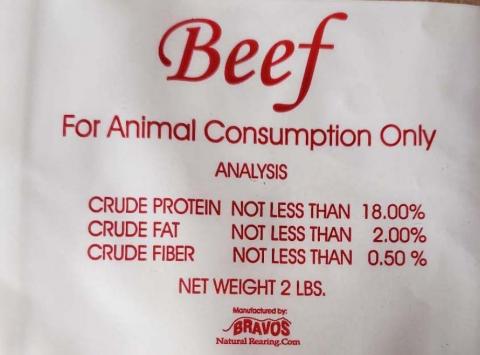 Beef
For Animal Consumption Only
ANALYSIS
CRUDE PROTEIN NOT LESS THAN 18.00%
CRUDE FAT NOT LESS THAN 2.00%
CRUDE FIBER NOT LESS THAN 0.50 %
NET WEIGHT 2 LBS.
Manufactured by:
BRAVOS
Natural Rearing.Com